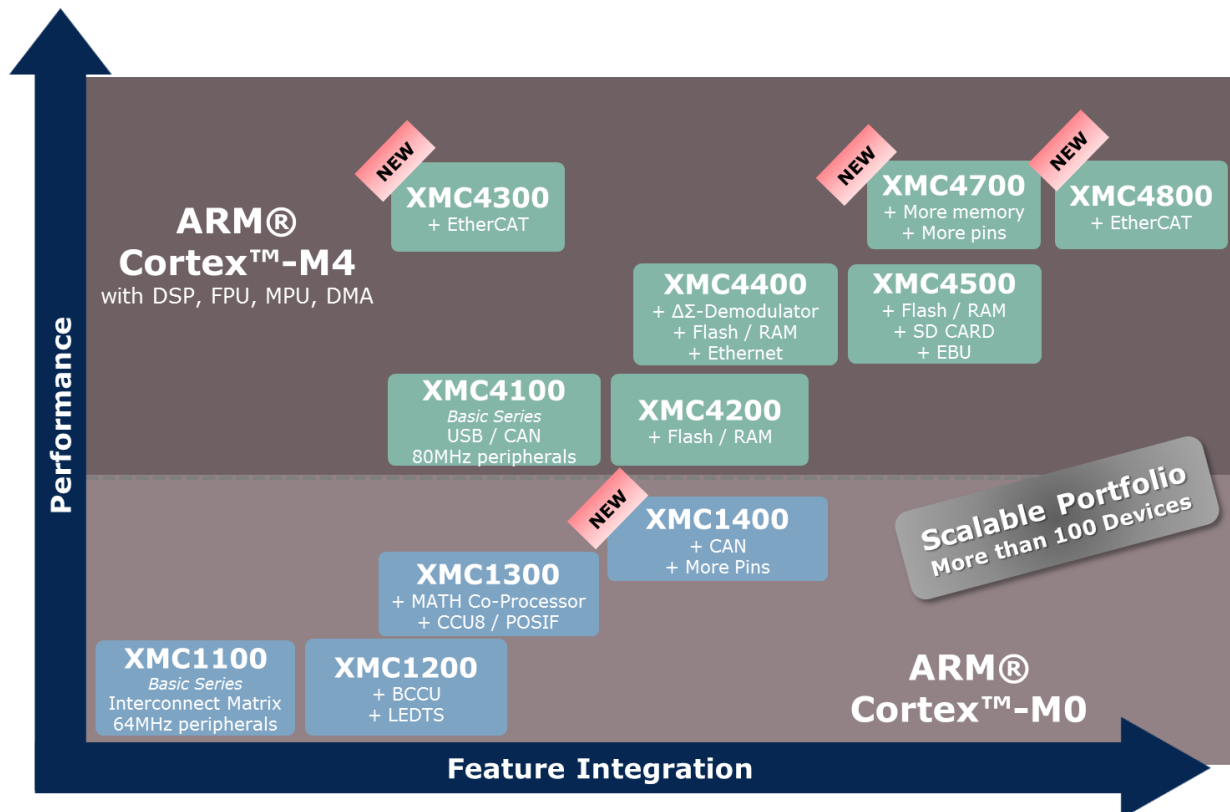 Performance
ARM®
Cortex™-M4
with DSP, FPU, MPU, DMA
NEW
XMC4300
+ EtherCAT
NEW
XMC4700
+ More memory
+ More pins
NEW
XMC4800
+ EtherCAT
XMC4400
+ ΔΣ-Demodulator
+ Flash / RAM
+ Ethernet
XMC4500
+ Flash / RAM
+ SD CARD
+ EBU
XMC4100
Basic Series
USB / CAN
80MHz peripherals
XMC4200
+ Flash / RAM
NEW
XMC1400
+ CAN
+ More Pins
Scalable Portfolio
More than 100 Devices
XMC1300
+ MATH Co-Processor
+ CCU8 / POSIF
XMC1100
Basic Series
Interconnect Matrix
64MHz peripherals
XMC1200
+ BCCU
+ LEDTS
ARM®
Cortex™-M0
Feature Integration